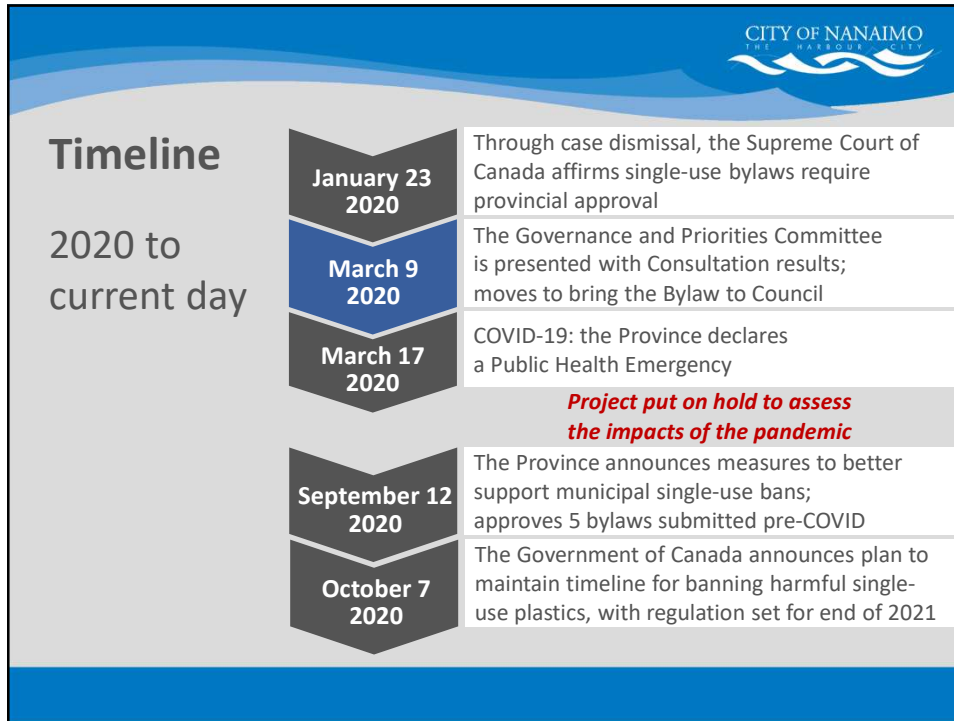 CITY OF NANAIMO
THE HARBOUR CITY
Timeline
2020 to
current day
January 23
2020
Through case dismissal, the Supreme Court of
Canada affirms single-use bylaws require
provincial approval
March 9
2020
The Governance and Priorities Committee
is presented with Consultation results;
moves to bring the Bylaw to Council
March 17
2020
COVID-19: the Province declares
a Public Health Emergency
Project put on hold to assess
the impacts of the pandemic
September 12
2020
The Province announces measures to better
support municipal single-use bans;
approves 5 bylaws submitted pre-COVID
October 7
2020
The Government of Canada announces plan to
maintain timeline for banning harmful single-
use plastics, with regulation set for end of 2021